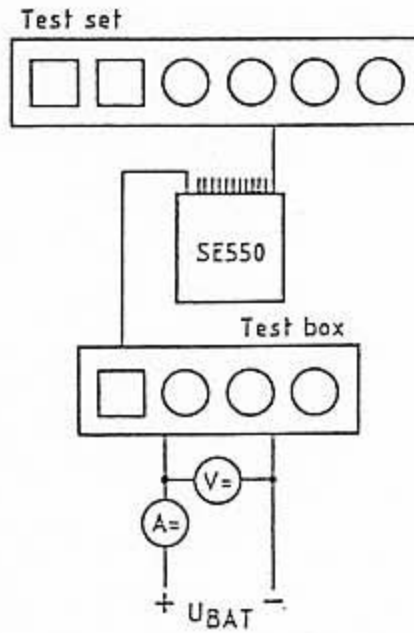 Test set
SE550
Test box
V=
A=
+ UBAT −